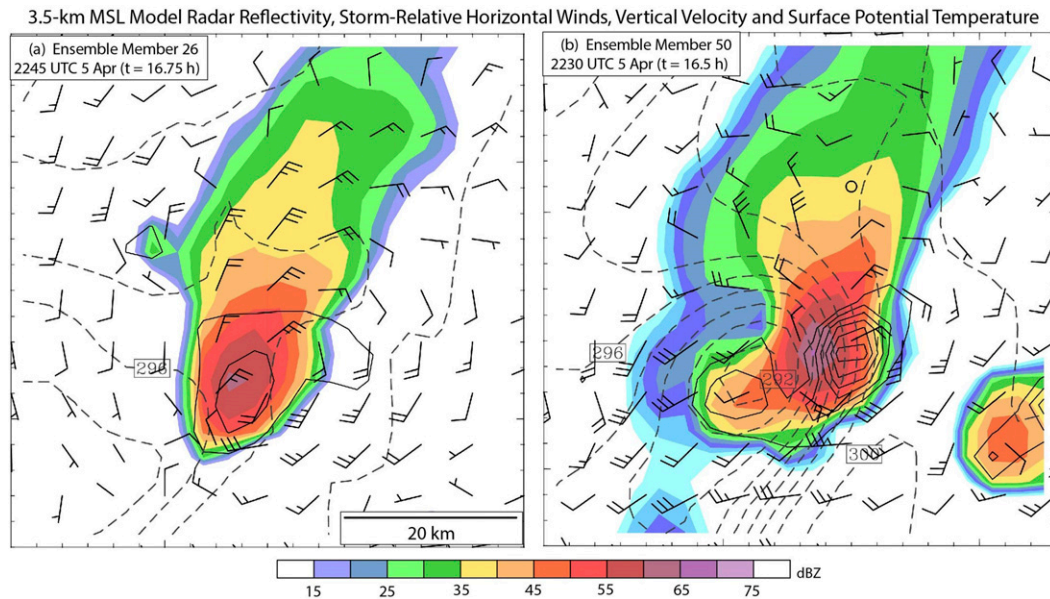 3.5-km MSL Model Radar Reflectivity, Storm-Relative Horizontal Winds, Vertical Velocity and Surface Potential Temperature
(a) Ensemble Member 26
2245 UTC 5 Apr (t = 16.75 h)
(b) Ensemble Member 50
2230 UTC 5 Apr (t = 16.5 h)
296
296
292
300
20 km
dBZ
15 25 35 45 55 65 75